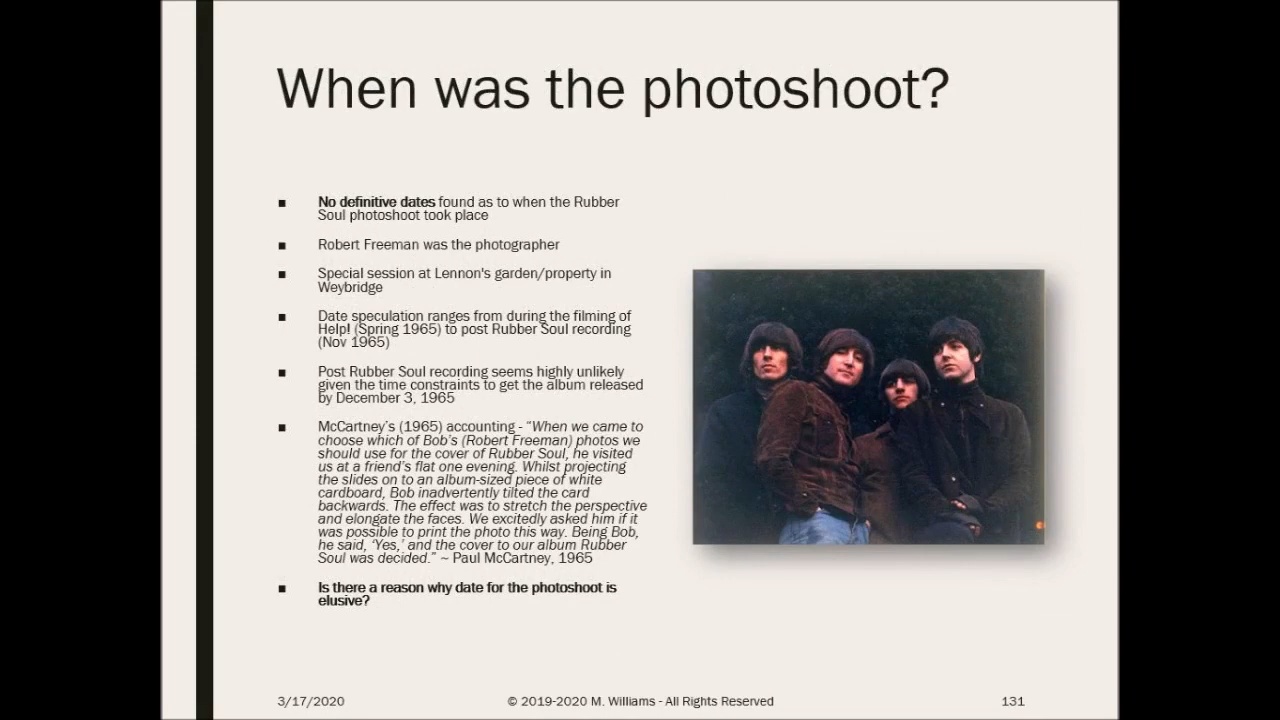 When was the photoshoot?
■ No definitive dates found as to when the Rubber
Soul photoshoot took place
■ Robert Freeman was the photographer
■ Special session at Lennon's garden/property in
Weybridge
■ Date speculation ranges from during the filming of
Help! (Spring 1965) to post Rubber Soul recording
(Nov 1965)
■ Post Rubber Soul recording seems highly unlikely
given the time constraints to get the album released
by December 3, 1965
■ McCartney's (1965) accounting - "When we came to
choose which of Bob's (Robert Freeman) photos we
should use for the cover of Rubber Soul, he visited
us at a friend's flat one evening. Whilst projecting
the slides on to an album-sized piece of white
cardboard, Bob inadvertently tilted the card
backwards. The effect was to stretch the perspective
and elongate the faces. We excitedly asked him if it
was possible to print the photo this way. Being Bob,
he said, 'Yes,' and the cover to our album Rubber
Soul was decided." ~ Paul McCartney, 1965
■ Is there a reason why date for the photoshoot is
elusive?
3/17/2020 © 2019-2020 M. Williams - All Rights Reserved 131